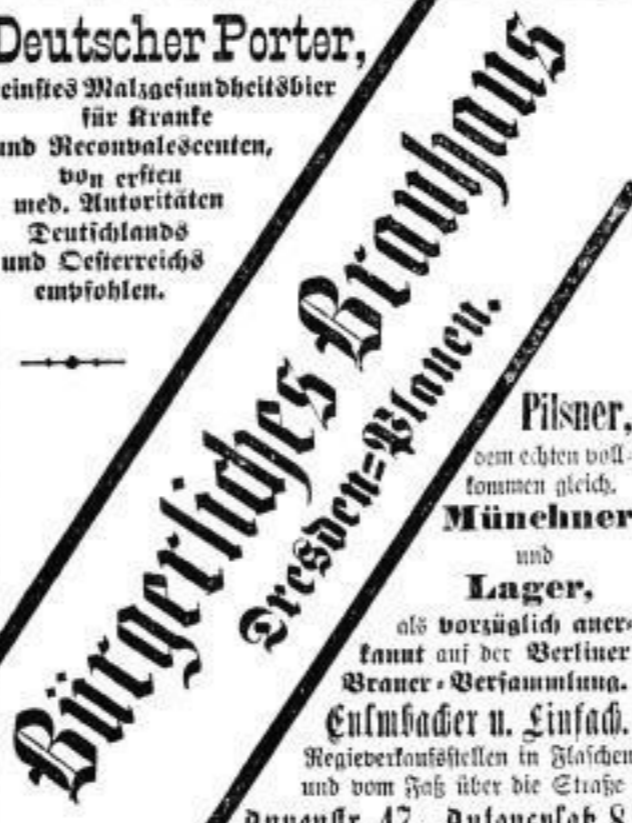 Deutscher Porter,
feinstes Malzgesundheitsbier
für Kranke
und Reconvalescenten,
von ersten
med. Autoritäten
Deutschlands
und Oesterreichs
empfohlen.
Bürgerliches Brauhaus
Dresden=Plauen.
Pilsner,
dem echten voll-
kommen gleich.
Münchner
und
Lager,
als vorzüglich aner-
kannt auf der Berliner
Brauer-Versammlung.
Culmbacher u. Einfach.
Regieverkaufsstellen in Flaschen
und vom Faß über die Straße
47